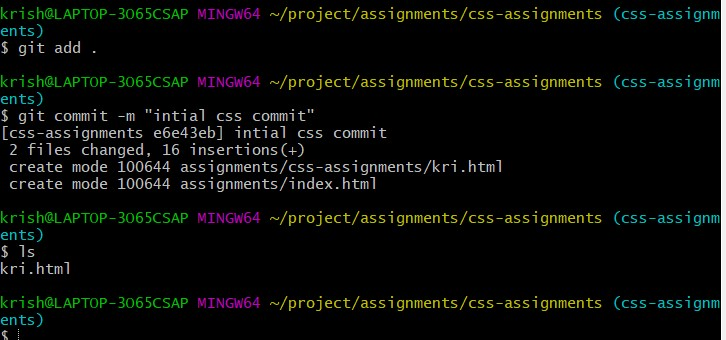 krish@LAPTOP-3O65CSAP MINGW64 ~/project/assignments/css-assignments (css-assignm
ents)
$ git add .
krish@LAPTOP-3O65CSAP MINGW64 ~/project/assignments/css-assignments (css-assignm
ents)
$ git commit -m "intial css commit"
[css-assignments e6e43eb] intial css commit
 2 files changed, 16 insertions(+)
 create mode 100644 assignments/css-assignments/kri.html
 create mode 100644 assignments/index.html
krish@LAPTOP-3O65CSAP MINGW64 ~/project/assignments/css-assignments (css-assignm
ents)
$ ls
kri.html
krish@LAPTOP-3O65CSAP MINGW64 ~/project/assignments/css-assignments (css-assignm
ents)
$